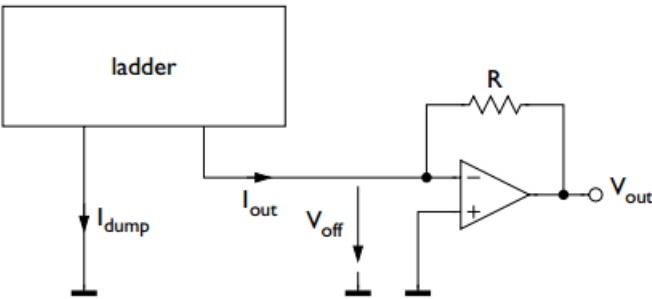 ladder
R
−
+
I_out
I_dump
V_off
V_out